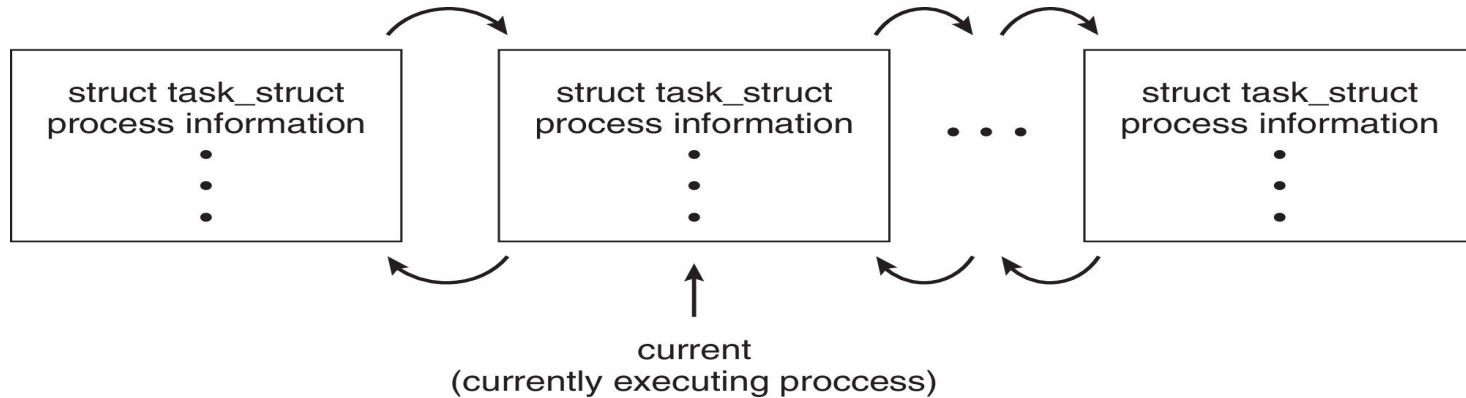 struct task_struct
process information
struct task_struct
process information
struct task_struct
process information
current
(currently executing proccess)